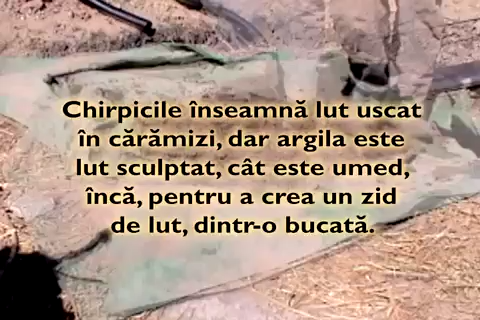 Chirpicile înseamnă lut uscat
în cărămizi, dar argila este
lut sculptat, cât este umed,
încă, pentru a crea un zid
de lut, dintr-o bucată.